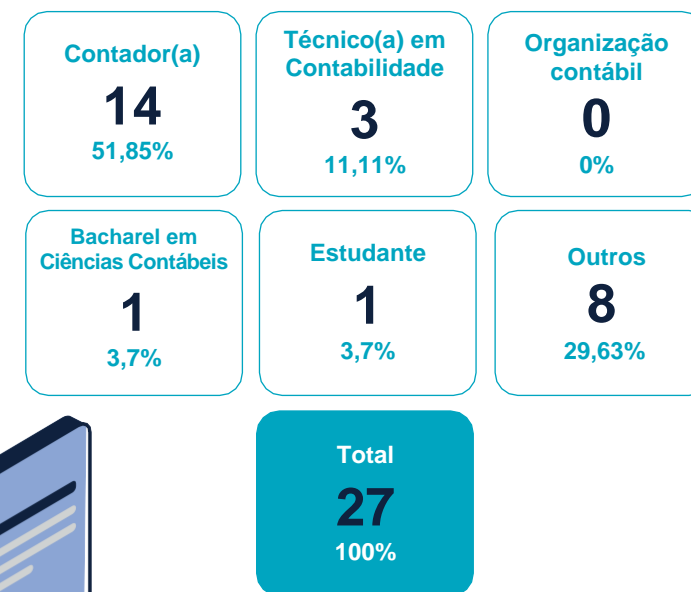 Contador(a)
14
51,85%
Técnico(a) em
Contabilidade
3
11,11%
Organização
contábil
0
0%
Bacharel em
Ciências Contábeis
1
3,7%
Estudante
1
3,7%
Outros
8
29,63%
Total
27
100%